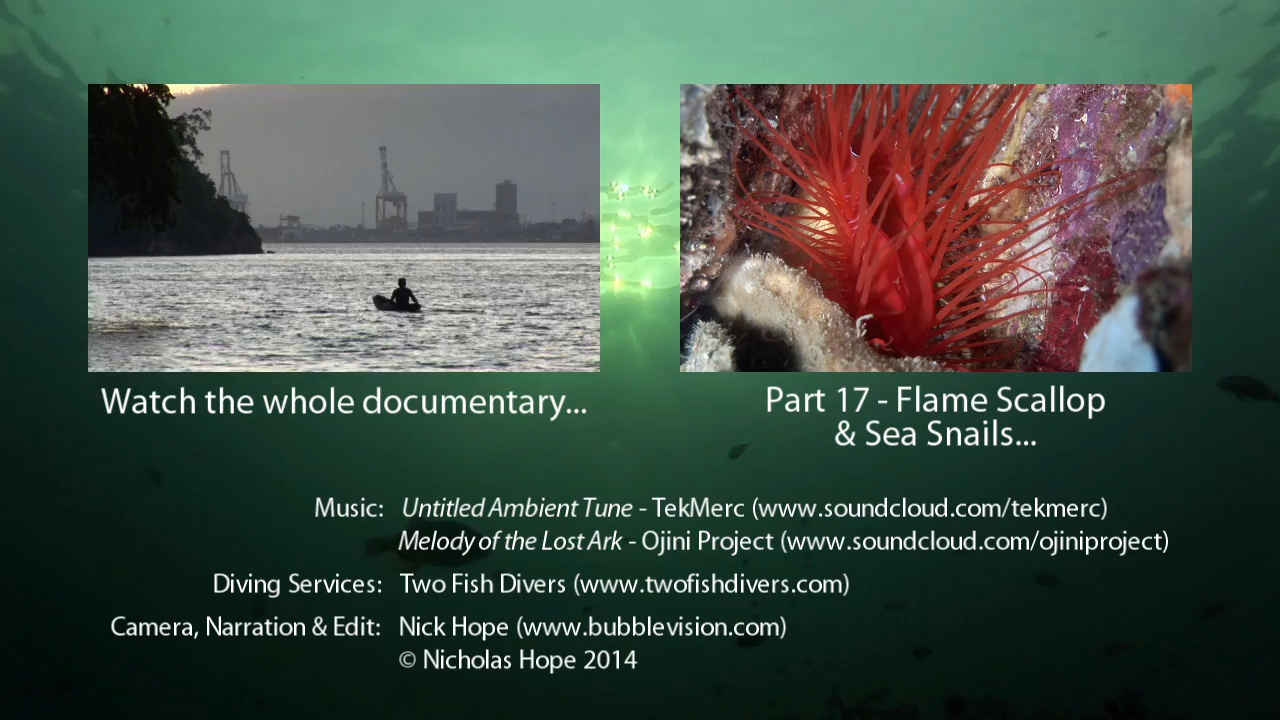 Watch the whole documentary...
Part 17 - Flame Scallop
& Sea Snails...
Music: Untitled Ambient Tune - TekMerc (www.soundcloud.com/tekmerc)
Melody of the Lost Ark - Ojini Project (www.soundcloud.com/ojiniproject)
Diving Services: Two Fish Divers (www.twofishdivers.com)
Camera, Narration & Edit: Nick Hope (www.bubblevision.com)
© Nicholas Hope 2014